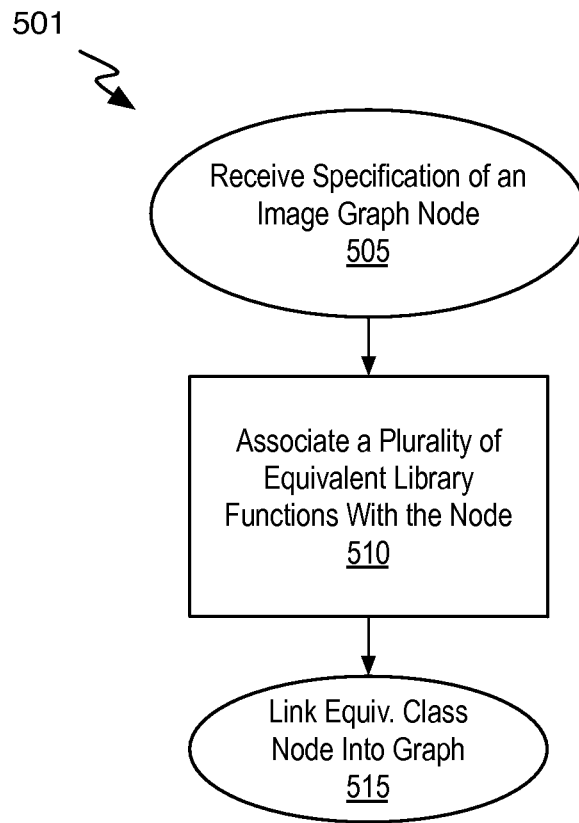 501
Receive Specification of an
Image Graph Node
505
Associate a Plurality of
Equivalent Library
Functions With the Node
510
Link Equiv. Class
Node Into Graph
515